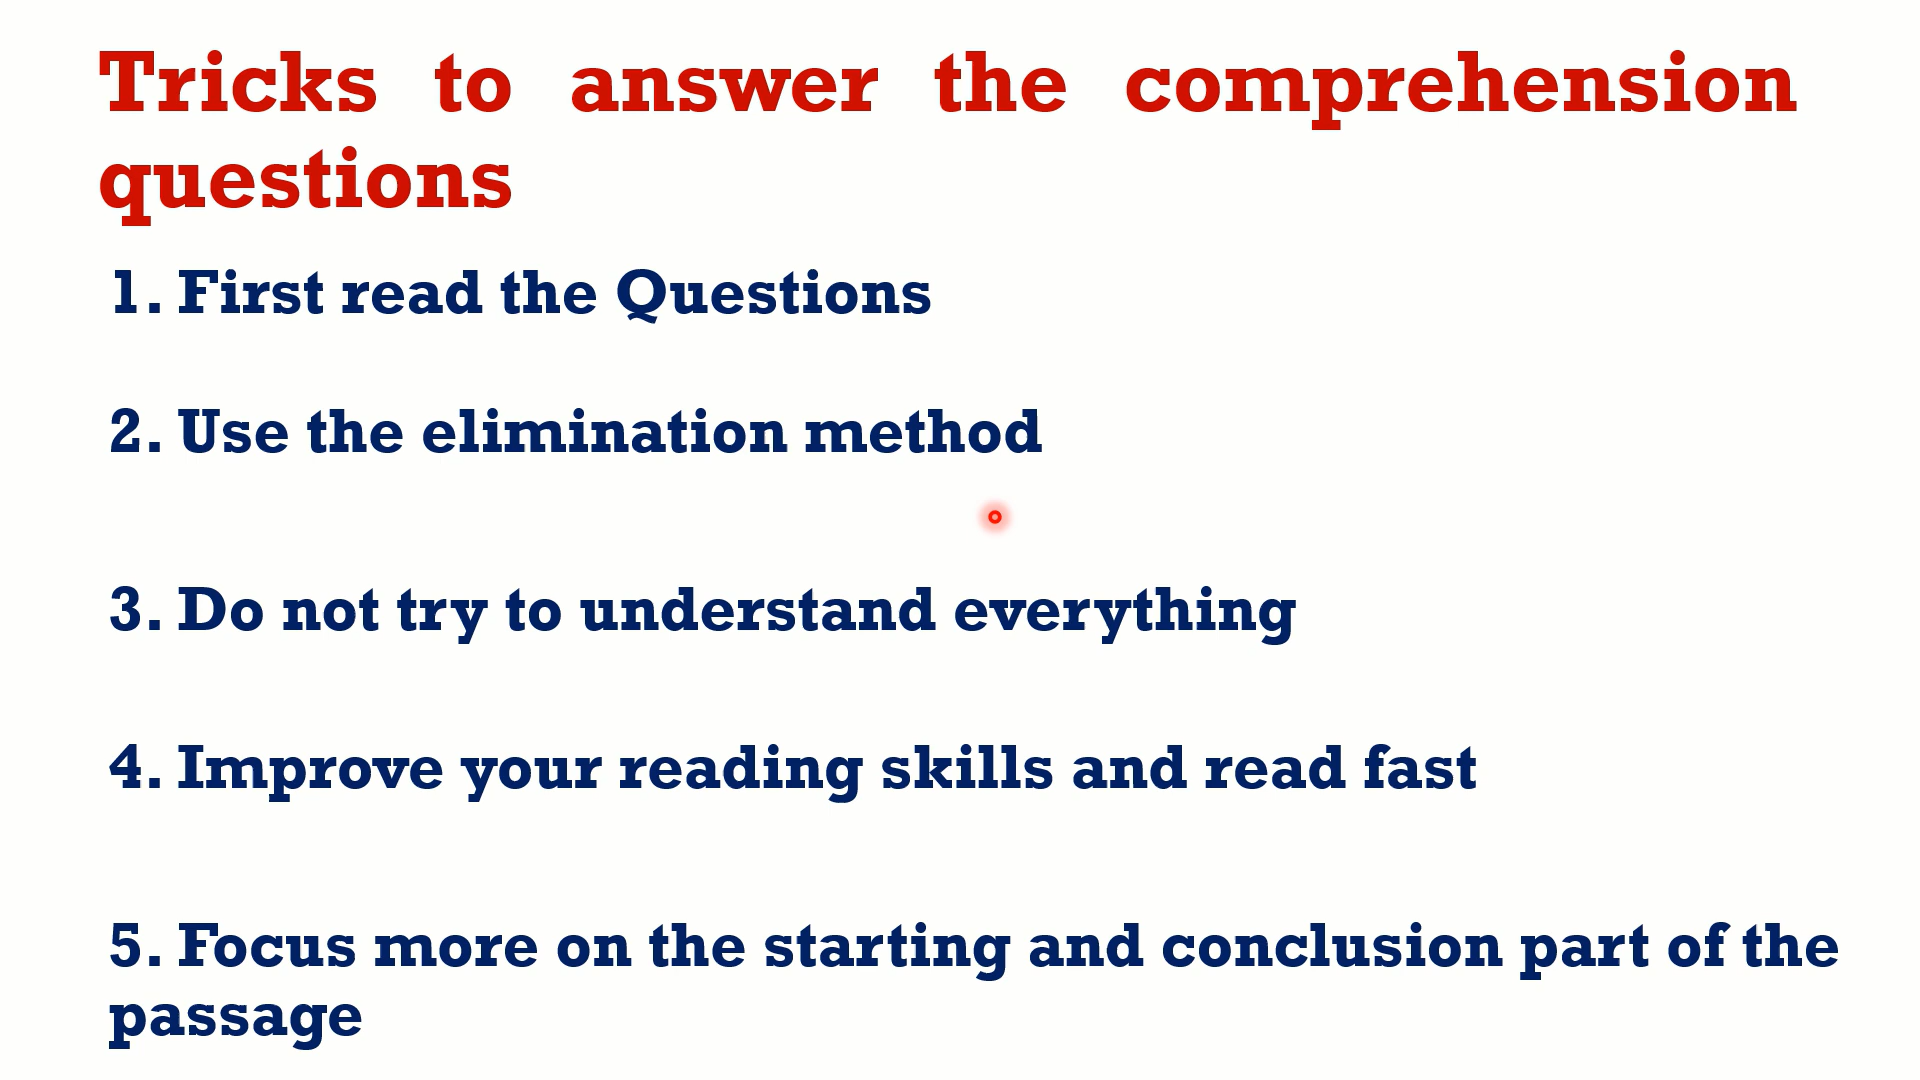 Tricks to answer the comprehension
questions
1. First read the Questions
2. Use the elimination method
3. Do not try to understand everything
4. Improve your reading skills and read fast
5. Focus more on the starting and conclusion part of the
passage